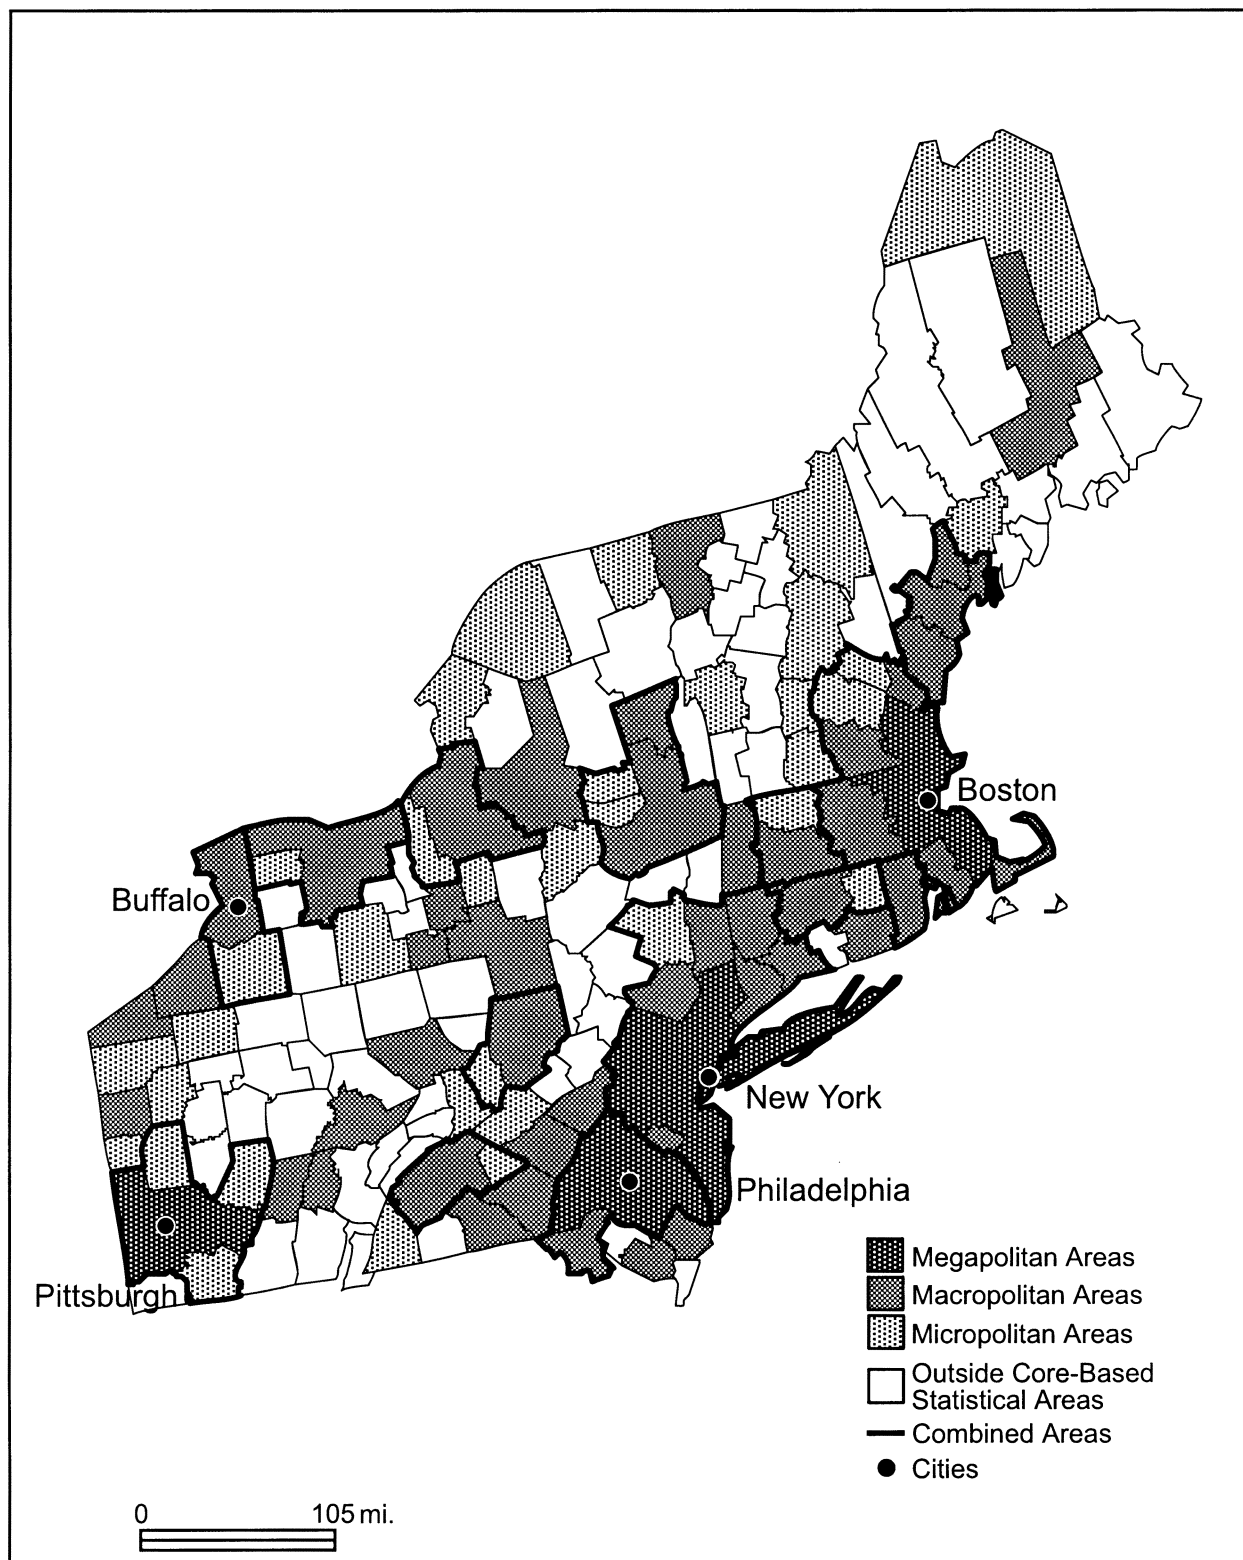 Boston
Buffalo
New York
Philadelphia
Pittsburgh
Megapolitan Areas
Macropolitan Areas
Micropolitan Areas
Outside Core-Based
Statistical Areas
Combined Areas
Cities
0 105 mi.